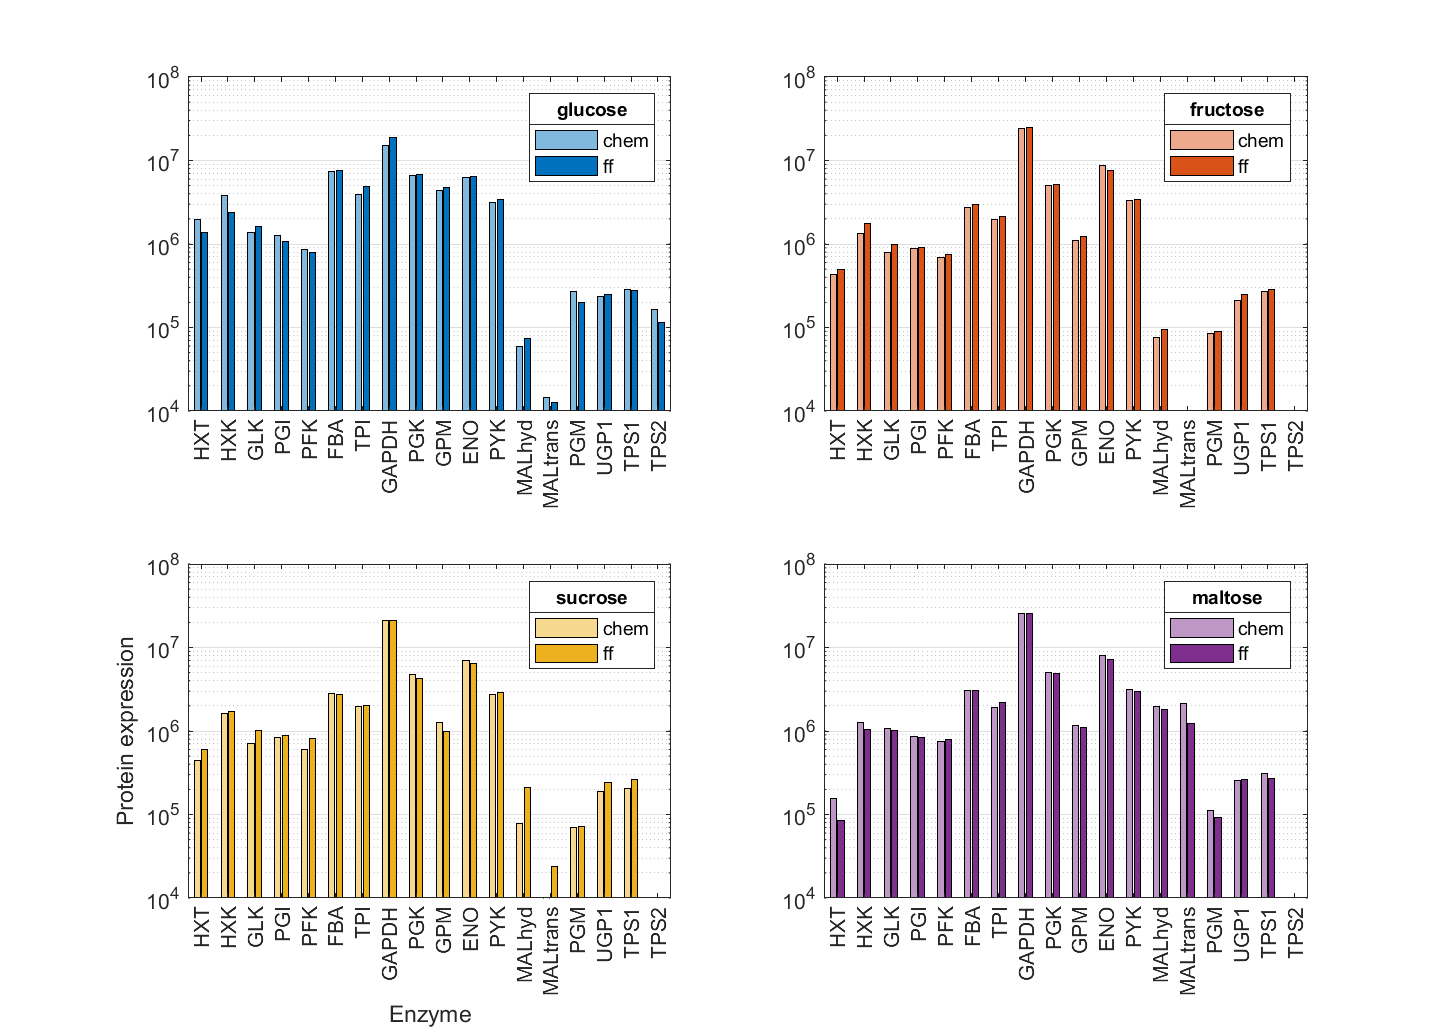 glucose
chem
ff
10^8
10^7
10^6
10^5
10^4
HXT
HXK
GLK
PGI
PFK
FBA
TPI
GAPDH
PGK
GPM
ENO
PYK
MALhyd
MALtrans
PGM
UGP1
TPS1
TPS2
fructose
chem
ff
10^8
10^7
10^6
10^5
10^4
HXT
HXK
GLK
PGI
PFK
FBA
TPI
GAPDH
PGK
GPM
ENO
PYK
MALhyd
MALtrans
PGM
UGP1
TPS1
TPS2
sucrose
chem
ff
10^8
10^7
10^6
10^5
10^4
Protein expression
HXT
HXK
GLK
PGI
PFK
FBA
TPI
GAPDH
PGK
GPM
ENO
PYK
MALhyd
MALtrans
PGM
UGP1
TPS1
TPS2
Enzyme
maltose
chem
ff
10^8
10^7
10^6
10^5
10^4
HXT
HXK
GLK
PGI
PFK
FBA
TPI
GAPDH
PGK
GPM
ENO
PYK
MALhyd
MALtrans
PGM
UGP1
TPS1
TPS2